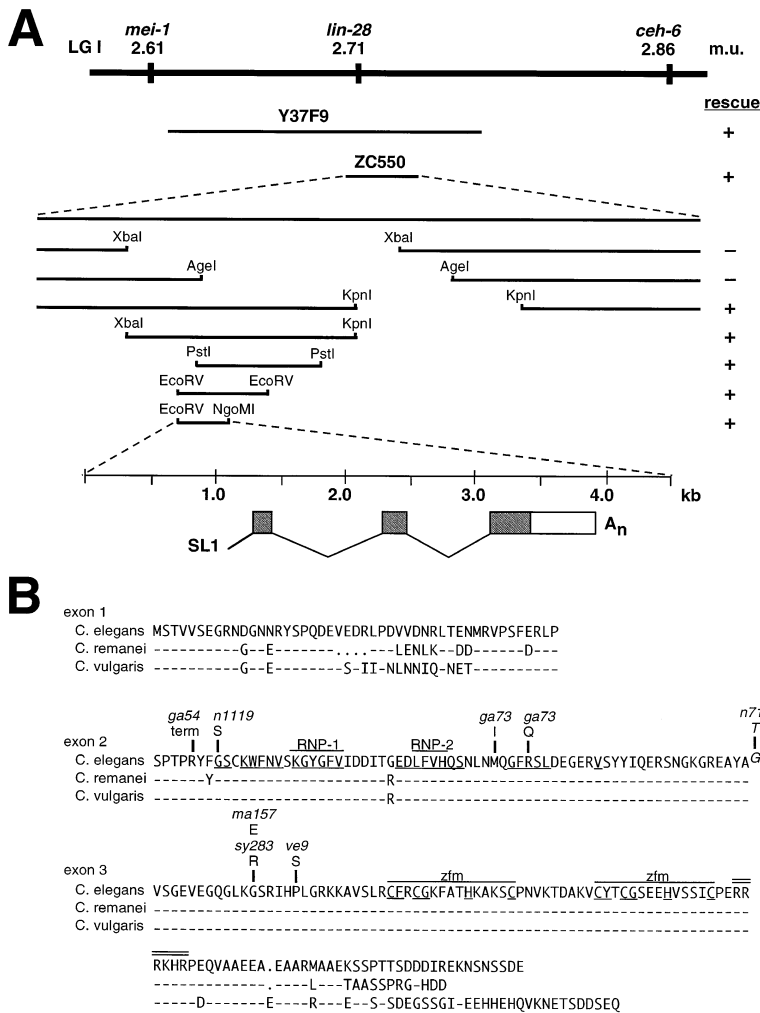 A
mei-1 lin-28 ceh-6
LG I 2.61 2.71 2.86 m.u.
rescue
Y37F9 +
ZC550 +
XbaI XbaI −
AgeI AgeI −
KpnI KpnI +
XbaI KpnI +
PstI PstI +
EcoRV EcoRV +
EcoRV NgoMI +
1.0 2.0 3.0 4.0 kb
SL1 An
B
exon 1
C. elegans MSTVVSEGRNDGNNRYSPQDEVEDRLPDVVDNRLTENMRVPSFERLP
C. remanei -----------G--E-------....---LENLK--DD------D---
C. vulgaris -----------G--E--------S-II-NLNNIQ-NET----------
ga54 n1119 ga73 ga73 n71
term S I Q T
exon 2 RNP-1 RNP-2
C. elegans SPTPRYFGSCKWFNVSKGYGFVIDDITGEDLFVHQSNLNMQGFRSLDEGERVSYYIQERSNGKGREAYA G
C. remanei ------Y---------------------R-----------------------------------------
C. vulgaris ----------------------------R-----------------------------------------
ma157
E
sy283 ve9
R S
exon 3 zfm zfm
C. elegans VSGEVEGQGLKGSRIHPLGRKKAVSLRCFRCGKFATHKAKSCPNVKTDAKVCYTCGSEEHVSSICPERR
C. remanei ---------------------------------------------------------------------
C. vulgaris ---------------------------------------------------------------------
RKHRPEQVAAEEA.EAARMAAEKSSPTTSDDDIREKNSNSSDE
-------------.----L---TAASSPRG-HDD
-----D-------E----R---E--S-SDEGSSGI-EEHHEHQVKNETSDDSEQ